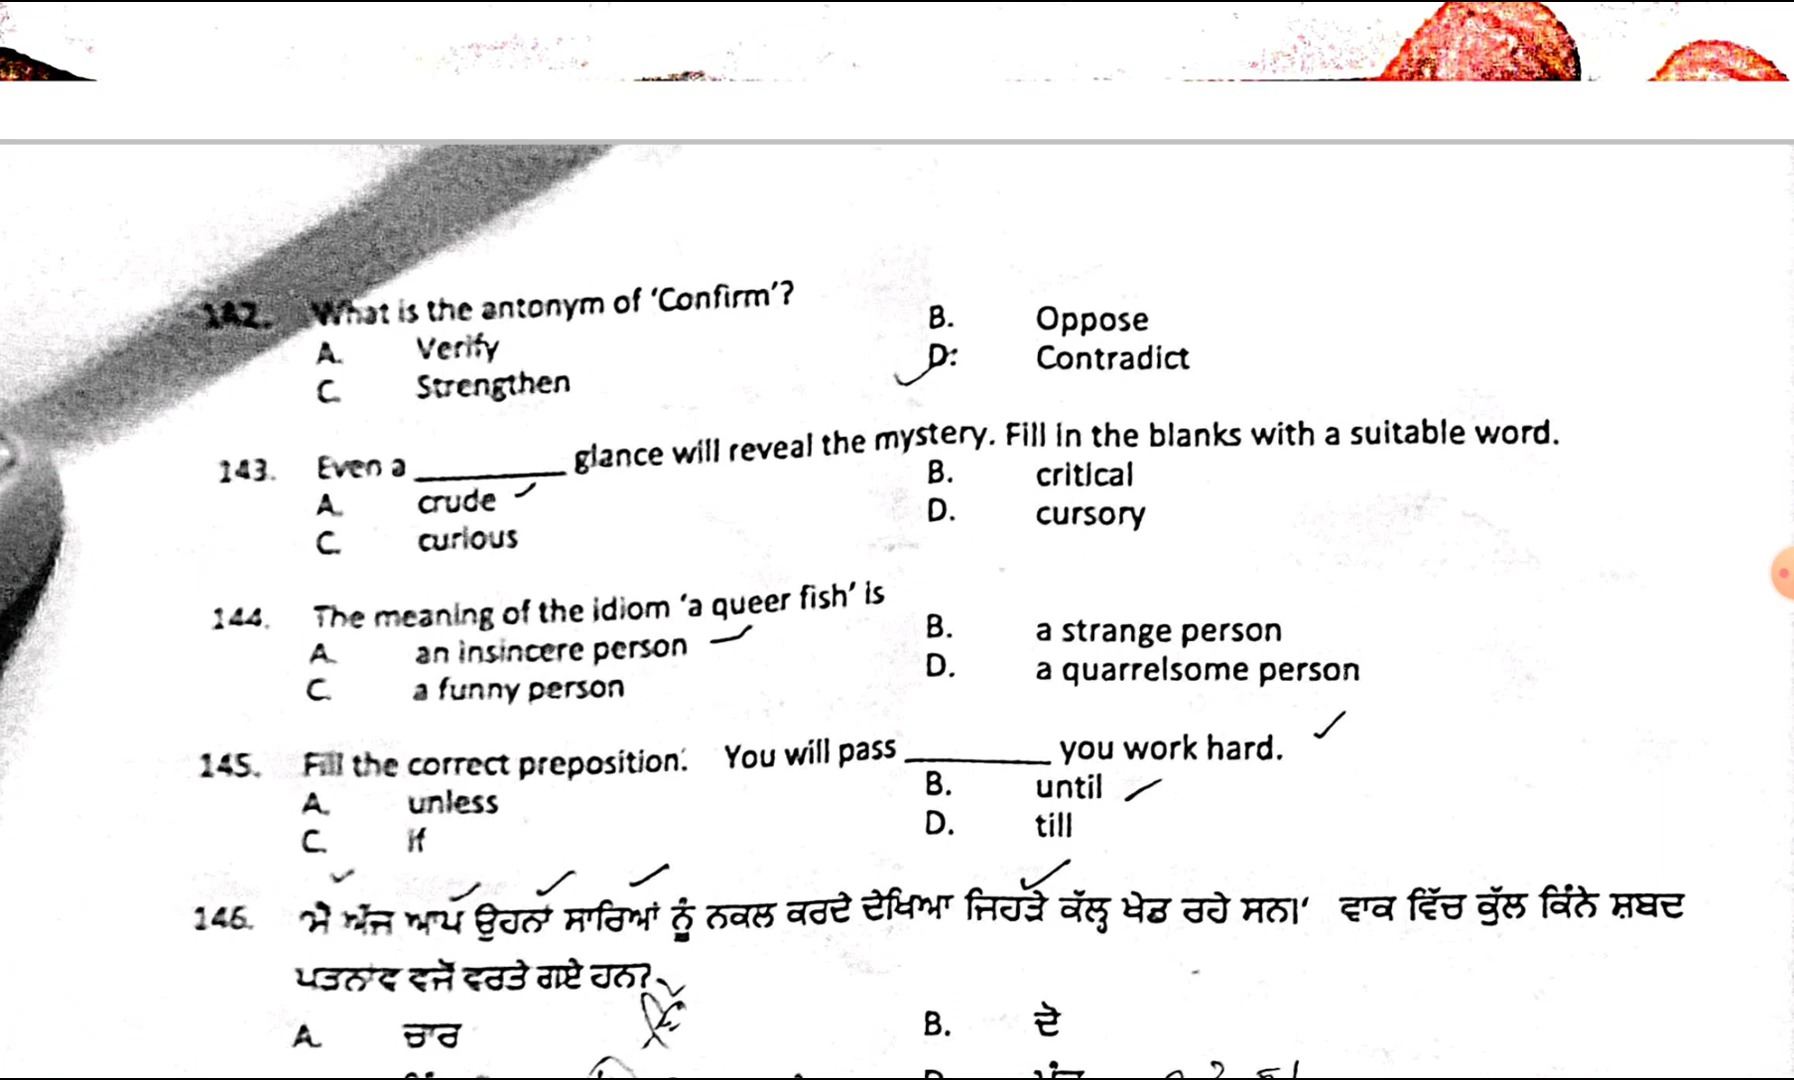 142. What is the antonym of ‘Confirm’?
A. Verify
B. Oppose
C. Strengthen
D. Contradict
143. Even a ________ glance will reveal the mystery. Fill in the blanks with a suitable word.
A. crude
B. critical
C. curious
D. cursory
144. The meaning of the idiom ‘a queer fish’ is
A. an insincere person
B. a strange person
C. a funny person
D. a quarrelsome person
145. Fill the correct preposition. You will pass ________ you work hard.
A. unless
B. until
C. if
D. till
146. ‘ਮੈਂ ਅੱਜ ਆਪ ਉਹਨਾਂ ਸਾਰਿਆਂ ਨੂੰ ਨਕਲ ਕਰਦੇ ਦੇਖਿਆ ਜਿਹੜੇ ਕੱਲ੍ਹ ਖੇਡ ਰਹੇ ਸਨ।’ ਵਾਕ ਵਿੱਚ ਕੁੱਲ ਕਿੰਨੇ ਸ਼ਬਦ
ਪੜਨਾਂਵ ਵਜੋਂ ਵਰਤੇ ਗਏ ਹਨ?
A. ਚਾਰ
B. ਦੋ